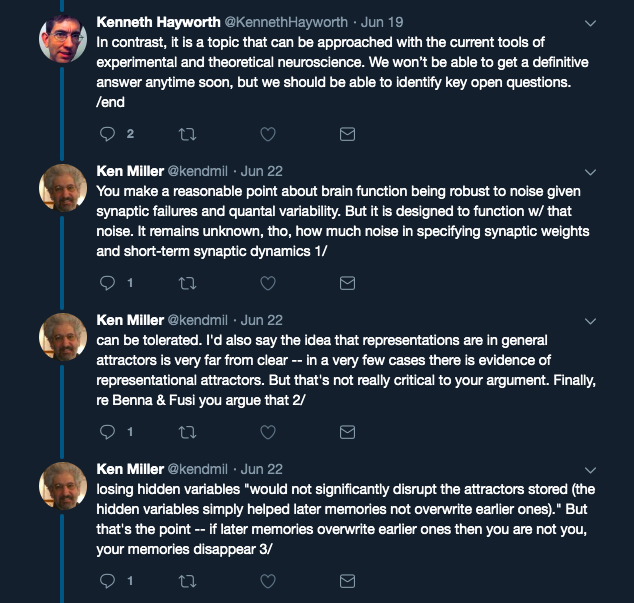 Kenneth Hayworth @KennethHayworth · Jun 19
In contrast, it is a topic that can be approached with the current tools of
experimental and theoretical neuroscience. We won't be able to get a definitive
answer anytime soon, but we should be able to identify key open questions.
/end
2
Ken Miller @kendmil · Jun 22
You make a reasonable point about brain function being robust to noise given
synaptic failures and quantal variability. But it is designed to function w/ that
noise. It remains unknown, tho, how much noise in specifying synaptic weights
and short-term synaptic dynamics 1/
1
Ken Miller @kendmil · Jun 22
can be tolerated. I'd also say the idea that representations are in general
attractors is very far from clear -- in a very few cases there is evidence of
representational attractors. But that's not really critical to your argument. Finally,
re Benna & Fusi you argue that 2/
1
Ken Miller @kendmil · Jun 22
losing hidden variables "would not significantly disrupt the attractors stored (the
hidden variables simply helped later memories not overwrite earlier ones)." But
that's the point -- if later memories overwrite earlier ones then you are not you,
your memories disappear 3/
1